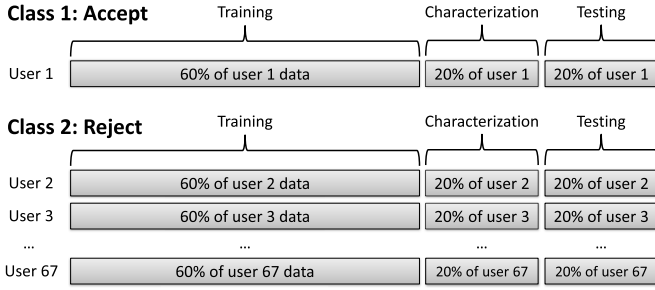 Class 1: Accept
Training Characterization Testing
User 1 60% of user 1 data 20% of user 1 20% of user 1
Class 2: Reject
Training Characterization Testing
User 2 60% of user 2 data 20% of user 2 20% of user 2
User 3 60% of user 3 data 20% of user 3 20% of user 3
... ... ... ...
User 67 60% of user 67 data 20% of user 67 20% of user 67